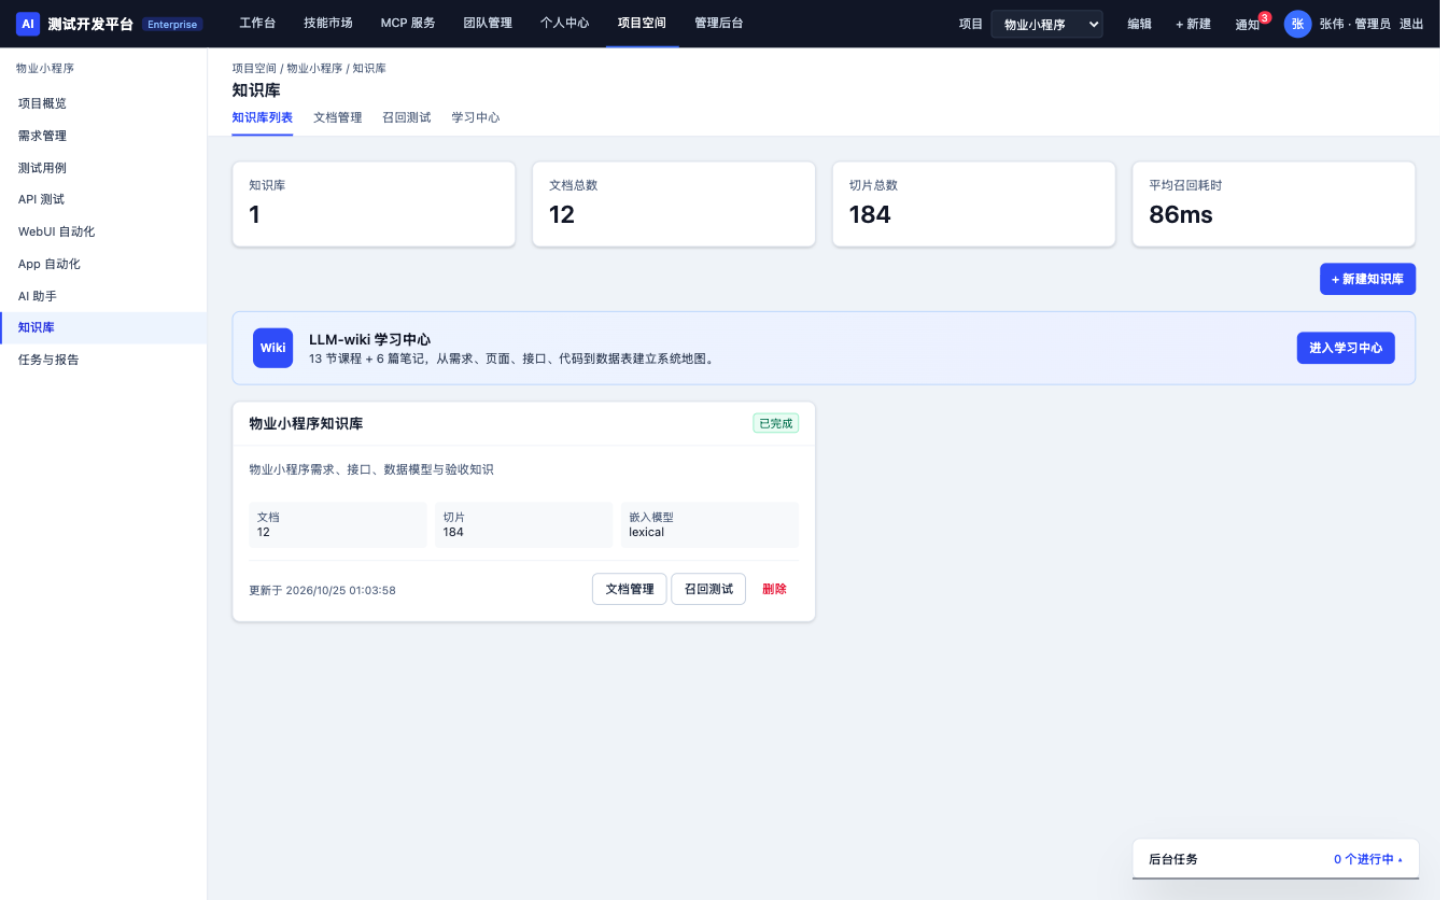 AI 测试开发平台 Enterprise 工作台 技能市场 MCP 服务 团队管理 个人中心 项目空间 管理后台 项目 物业小程序 编辑 + 新建 通知 3 张 张伟 · 管理员 退出
物业小程序
项目概览
需求管理
测试用例
API 测试
WebUI 自动化
App 自动化
AI 助手
知识库
任务与报告
项目空间 / 物业小程序 / 知识库
知识库
知识库列表 文档管理 召回测试 学习中心
知识库
1
文档总数
12
切片总数
184
平均召回耗时
86ms
+ 新建知识库
Wiki
LLM-wiki 学习中心
13 节课程 + 6 篇笔记，从需求、页面、接口、代码到数据表建立系统地图。
进入学习中心
物业小程序知识库 已完成
物业小程序需求、接口、数据模型与验收知识
文档
12
切片
184
嵌入模型
lexical
更新于 2026/10/25 01:03:58 文档管理 召回测试 删除
后台任务 0 个进行中